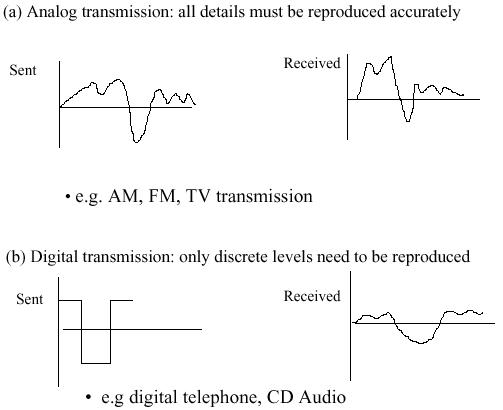 (a) Analog transmission: all details must be reproduced accurately
Sent
Received
• e.g. AM, FM, TV transmission
(b) Digital transmission: only discrete levels need to be reproduced
Sent
Received
• e.g digital telephone, CD Audio